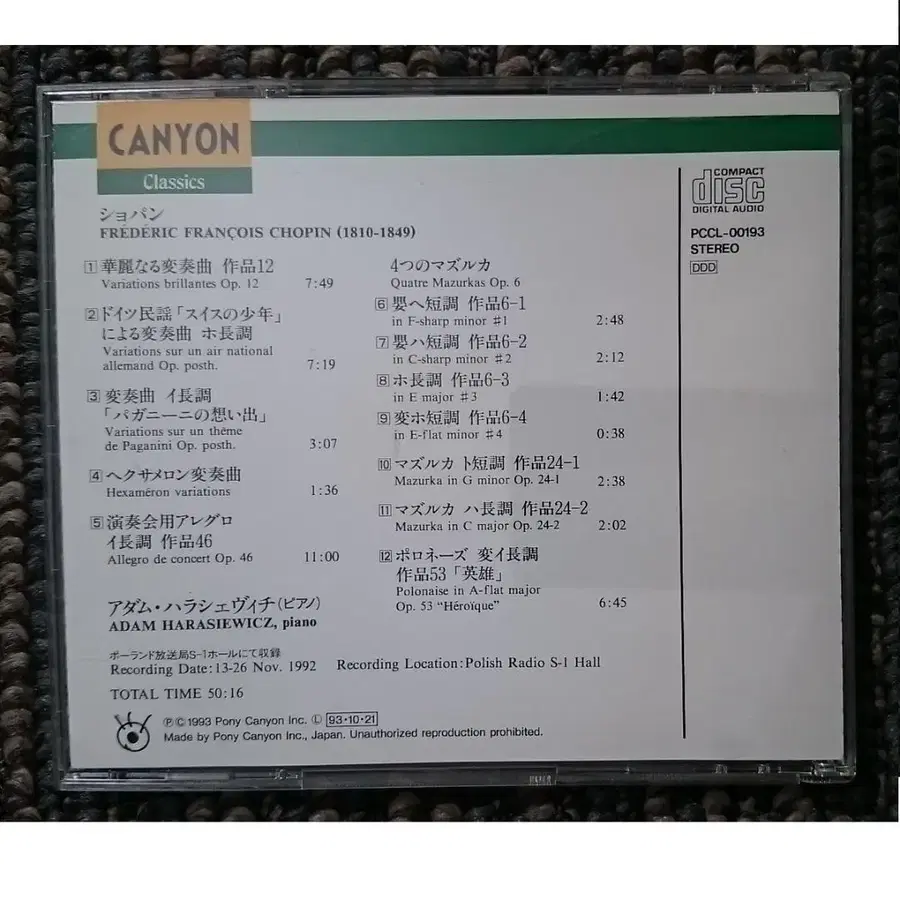 CANYON
Classics
COMPACT
disc
DIGITAL AUDIO
PCCL-00193
STEREO
DDD
ショパン
FRÉDÉRIC FRANÇOIS CHOPIN (1810-1849)
1 華麗なる変奏曲 作品12
Variations brillantes Op. 12 7:49
2 ドイツ民謡「スイスの少年」
による変奏曲 ホ長調
Variations sur un air national
allemand Op. posth. 7:19
3 変奏曲 イ長調
「パガニーニの想い出」
Variations sur un thème
de Paganini Op. posth. 3:07
4 ヘクサメロン変奏曲
Hexaméron variations 1:36
5 演奏会用アレグロ
イ長調 作品46
Allegro de concert Op. 46 11:00
4つのマズルカ
Quatre Mazurkas Op. 6
6 嬰ヘ短調 作品6-1
in F-sharp minor ♯1 2:48
7 嬰ハ短調 作品6-2
in C-sharp minor ♯2 2:12
8 ホ長調 作品6-3
in E major ♯3 1:42
9 変ホ短調 作品6-4
in E-flat minor ♯4 0:38
10 マズルカ ト短調 作品24-1
Mazurka in G minor Op. 24-1 2:38
11 マズルカ ハ長調 作品24-2
Mazurka in C major Op. 24-2 2:02
12 ポロネーズ 変イ長調
作品53「英雄」
Polonaise in A-flat major
Op. 53 "Héroïque" 6:45
アダム・ハラシェヴィチ(ピアノ)
ADAM HARASIEWICZ, piano
ポーランド放送局S-1ホールにて収録
Recording Date:13-26 Nov. 1992 Recording Location:Polish Radio S-1 Hall
TOTAL TIME 50:16
ⓅⒸ1993 Pony Canyon Inc. Ⓛ 93・10・21
Made by Pony Canyon Inc., Japan. Unauthorized reproduction prohibited.